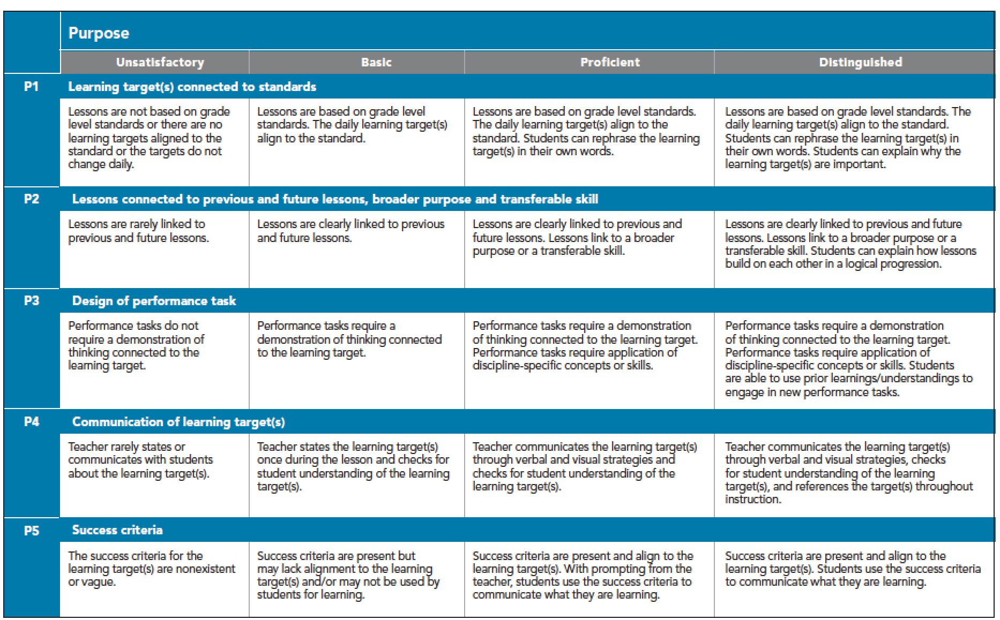 Purpose
Unsatisfactory
Basic
Proficient
Distinguished
P1
Learning target(s) connected to standards
Lessons are not based on grade
level standards or there are no
learning targets aligned to the
standard or the targets do not
change daily.
Lessons are based on grade level
standards. The daily learning target(s)
align to the standard.
Lessons are based on grade level standards.
The daily learning target(s) align to the
standard. Students can rephrase the learning
target(s) in their own words.
Lessons are based on grade level standards. The
daily learning target(s) align to the standard.
Students can rephrase the learning target(s) in
their own words. Students can explain why the
learning target(s) are important.
P2
Lessons connected to previous and future lessons, broader purpose and transferable skill
Lessons are rarely linked to
previous and future lessons.
Lessons are clearly linked to previous
and future lessons.
Lessons are clearly linked to previous and
future lessons. Lessons link to a broader
purpose or a transferable skill.
Lessons are clearly linked to previous and future
lessons. Lessons link to a broader purpose or a
transferable skill. Students can explain how lessons
build on each other in a logical progression.
P3
Design of performance task
Performance tasks do not
require a demonstration of
thinking connected to the
learning target.
Performance tasks require a
demonstration of thinking connected
to the learning target.
Performance tasks require a demonstration
of thinking connected to the learning target.
Performance tasks require application of
discipline-specific concepts or skills.
Performance tasks require a demonstration
of thinking connected to the learning target.
Performance tasks require application of
discipline-specific concepts or skills. Students
are able to use prior learnings/understandings to
engage in new performance tasks.
P4
Communication of learning target(s)
Teacher rarely states or
communicates with students
about the learning target(s).
Teacher states the learning target(s)
once during the lesson and checks for
student understanding of the learning
target(s).
Teacher communicates the learning target(s)
through verbal and visual strategies and
checks for student understanding of the
learning target(s).
Teacher communicates the learning target(s)
through verbal and visual strategies, checks
for student understanding of the learning
target(s), and references the target(s) throughout
instruction.
P5
Success criteria
The success criteria for the
learning target(s) are nonexistent
or vague.
Success criteria are present but
may lack alignment to the learning
target(s) and/or may not be used by
students for learning.
Success criteria are present and align to the
learning target(s). With prompting from the
teacher, students use the success criteria to
communicate what they are learning.
Success criteria are present and align to the
learning target(s). Students use the success criteria
to communicate what they are learning.